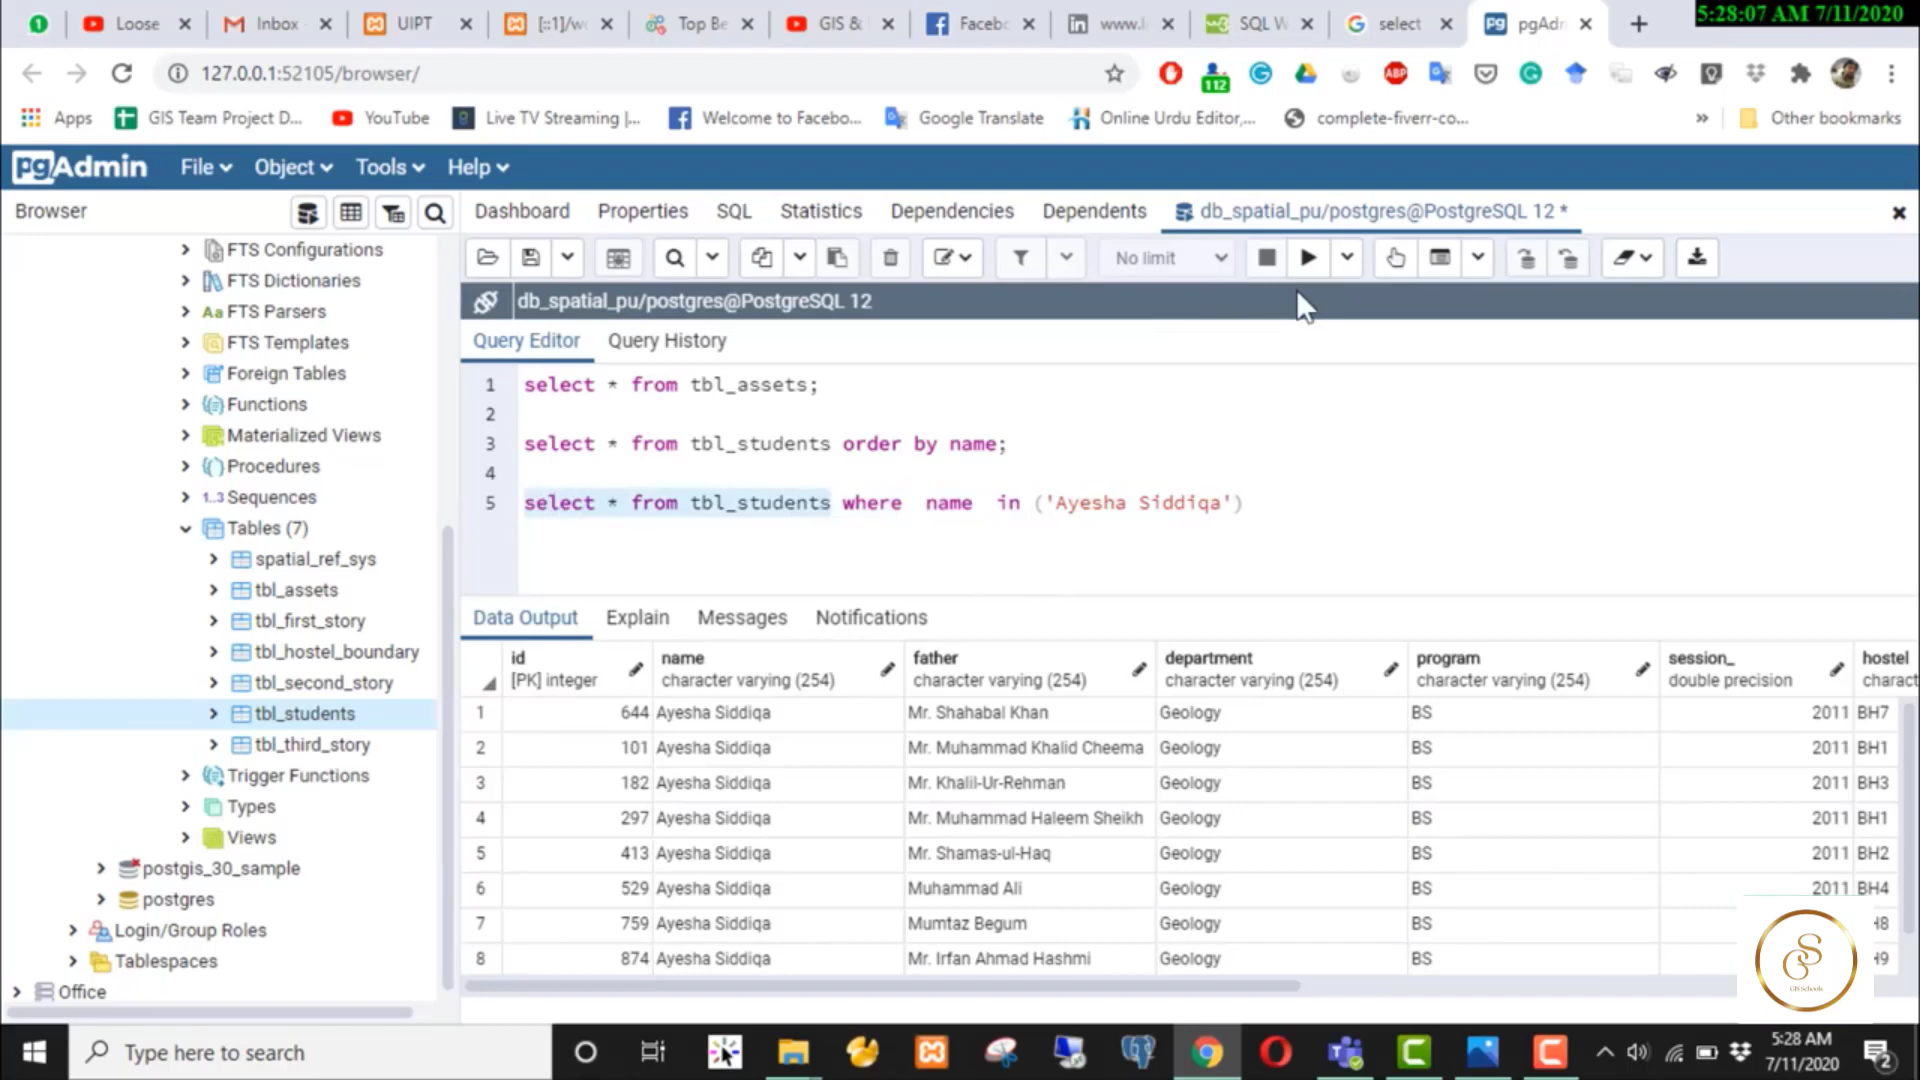 5:28:07 AM 7/11/2020
Loose
Inbox
UIPT
[::1]/w
Top Be
GIS &
Facebo
www.l
SQL W
select
pgAdr
127.0.0.1:52105/browser/
112
ABP
Apps
GIS Team Project D...
YouTube
Live TV Streaming |...
Welcome to Facebo...
Google Translate
Online Urdu Editor,...
complete-fiverr-co...
»
Other bookmarks
pgAdmin
File
Object
Tools
Help
Browser
Dashboard
Properties
SQL
Statistics
Dependencies
Dependents
db_spatial_pu/postgres@PostgreSQL 12 *
No limit
db_spatial_pu/postgres@PostgreSQL 12
Query Editor
Query History
FTS Configurations
FTS Dictionaries
Aa FTS Parsers
FTS Templates
Foreign Tables
Functions
Materialized Views
Procedures
1..3 Sequences
Tables (7)
spatial_ref_sys
tbl_assets
tbl_first_story
tbl_hostel_boundary
tbl_second_story
tbl_students
tbl_third_story
Trigger Functions
Types
Views
postgis_30_sample
postgres
Login/Group Roles
Tablespaces
Office
1 select * from tbl_assets;
2
3 select * from tbl_students order by name;
4
5 select * from tbl_students where name in ('Ayesha Siddiqa')
Data Output
Explain
Messages
Notifications
id name father department program session_ hostel
[PK] integer character varying (254) character varying (254) character varying (254) character varying (254) double precision charact
1 644 Ayesha Siddiqa Mr. Shahabal Khan Geology BS 2011 BH7
2 101 Ayesha Siddiqa Mr. Muhammad Khalid Cheema Geology BS 2011 BH1
3 182 Ayesha Siddiqa Mr. Khalil-Ur-Rehman Geology BS 2011 BH3
4 297 Ayesha Siddiqa Mr. Muhammad Haleem Sheikh Geology BS 2011 BH1
5 413 Ayesha Siddiqa Mr. Shamas-ul-Haq Geology BS 2011 BH2
6 529 Ayesha Siddiqa Muhammad Ali Geology BS 2011 BH4
7 759 Ayesha Siddiqa Mumtaz Begum Geology BS H8
8 874 Ayesha Siddiqa Mr. Irfan Ahmad Hashmi Geology BS H9
GIS Schools
Type here to search
5:28 AM
7/11/2020
2